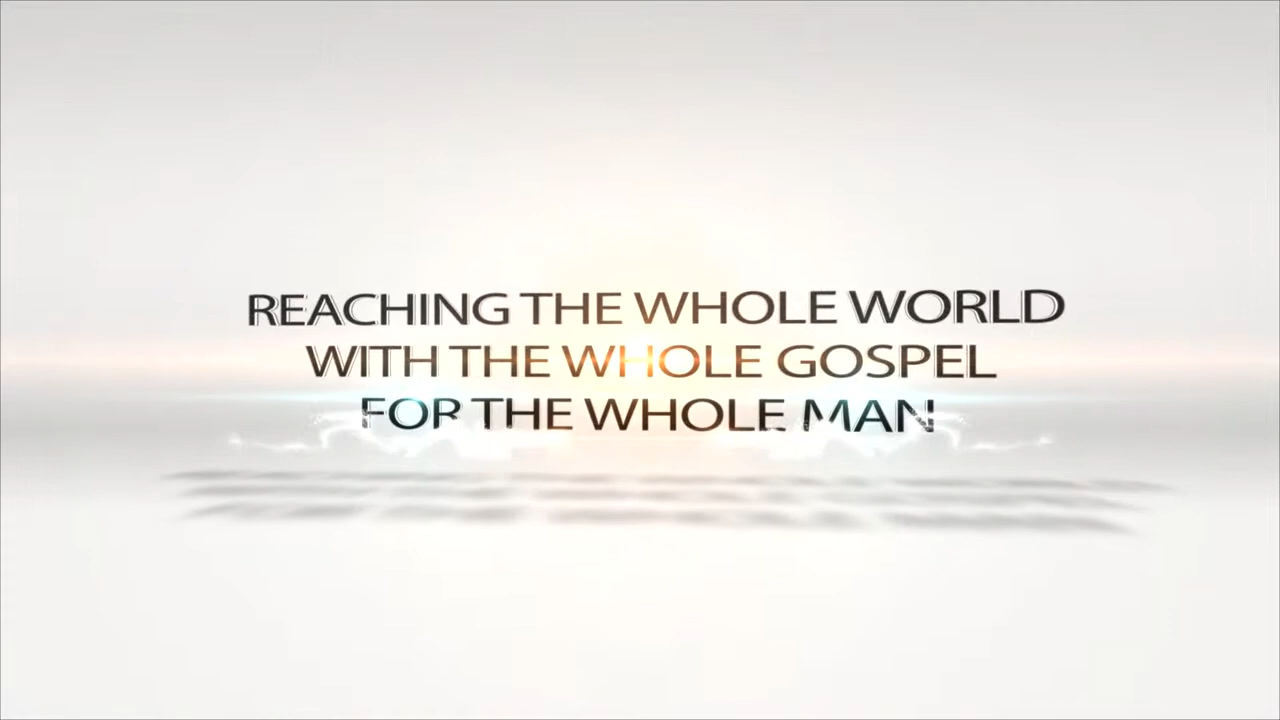 REACHING THE WHOLE WORLD
WITH THE WHOLE GOSPEL
FOR THE WHOLE MAN